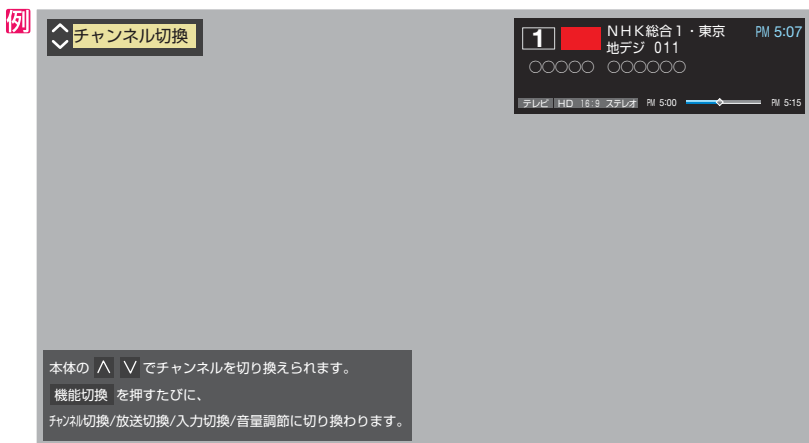 例
チャンネル切換
1 NHK総合1・東京 PM 5:07
地デジ 011
○○○○○ ○○○○○○
テレビ HD 16:9 ステレオ PM 5:00 PM 5:15
本体の ∧ ∨ でチャンネルを切り換えられます。
機能切換 を押すたびに、
ﾁｬﾝﾈﾙ切換/放送切換/入力切換/音量調節に切り換わります。